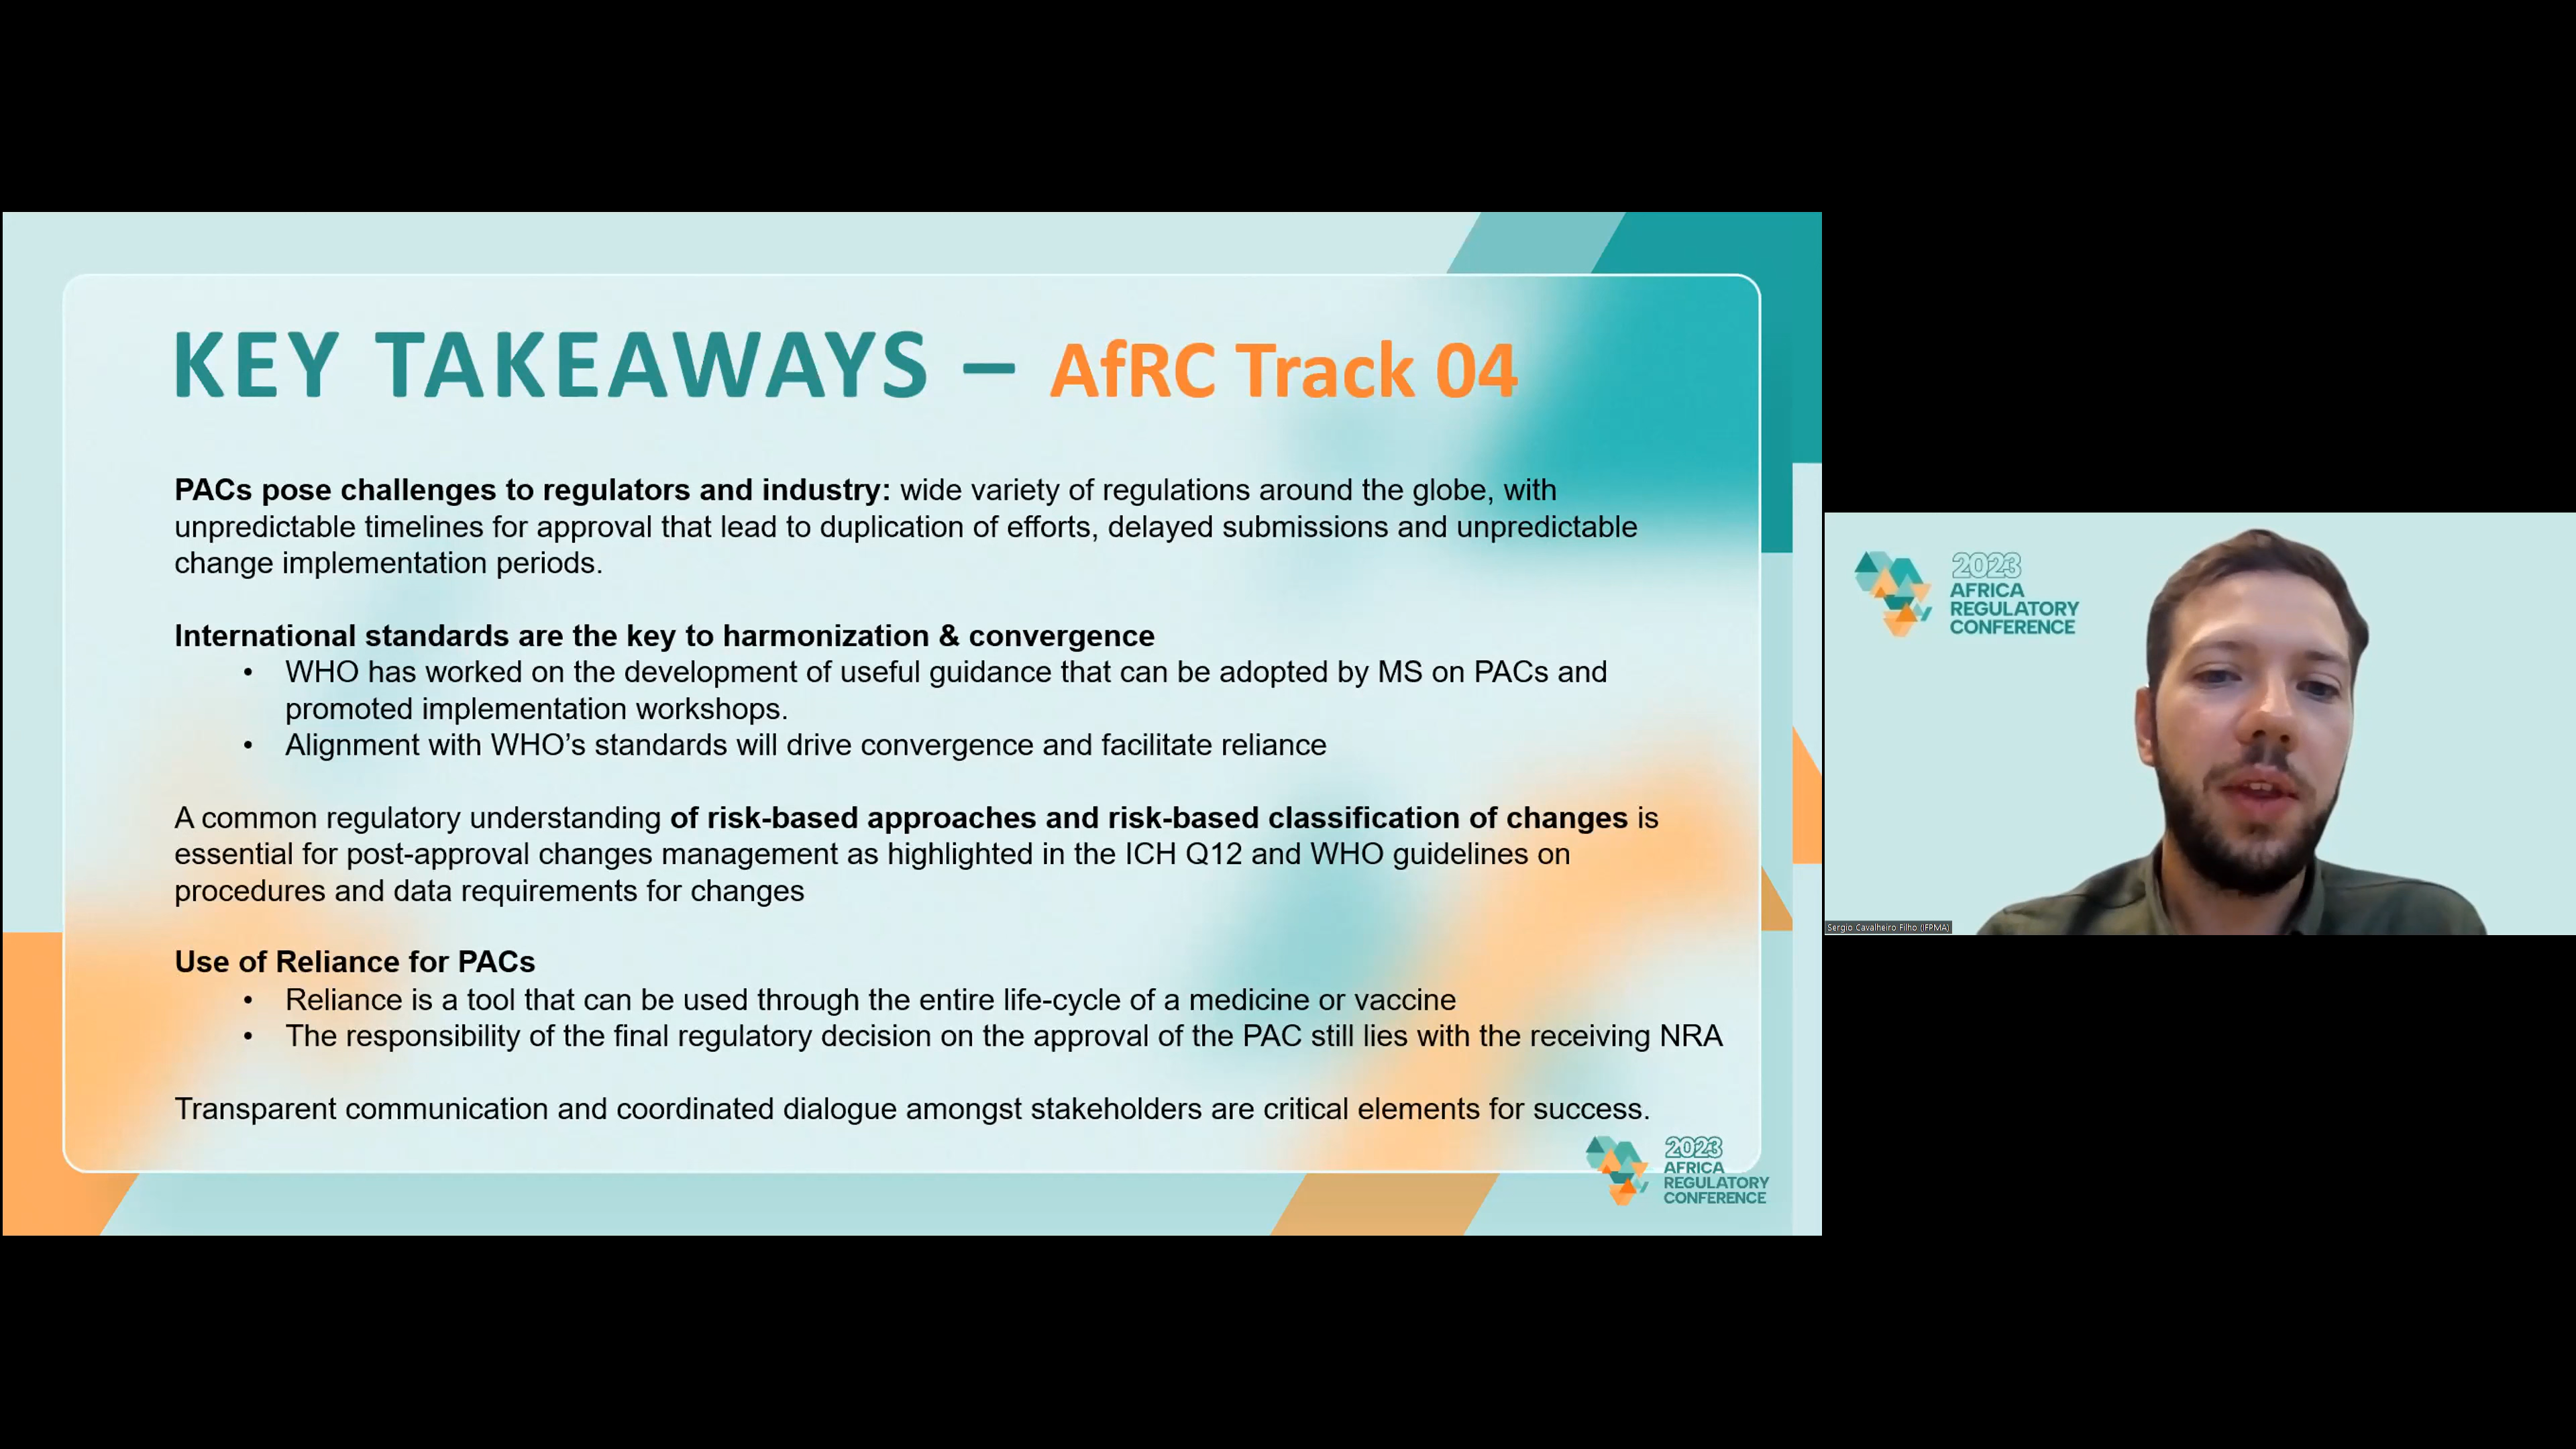 KEY TAKEAWAYS – AfRC Track 04
PACs pose challenges to regulators and industry: wide variety of regulations around the globe, with
unpredictable timelines for approval that lead to duplication of efforts, delayed submissions and unpredictable
change implementation periods.
International standards are the key to harmonization & convergence
• WHO has worked on the development of useful guidance that can be adopted by MS on PACs and
promoted implementation workshops.
• Alignment with WHO’s standards will drive convergence and facilitate reliance
A common regulatory understanding of risk-based approaches and risk-based classification of changes is
essential for post-approval changes management as highlighted in the ICH Q12 and WHO guidelines on
procedures and data requirements for changes
Use of Reliance for PACs
• Reliance is a tool that can be used through the entire life-cycle of a medicine or vaccine
• The responsibility of the final regulatory decision on the approval of the PAC still lies with the receiving NRA
Transparent communication and coordinated dialogue amongst stakeholders are critical elements for success.
2023
AFRICA
REGULATORY
CONFERENCE
2023
AFRICA
REGULATORY
CONFERENCE
Sergio Cavalheiro Filho (IFPMA)